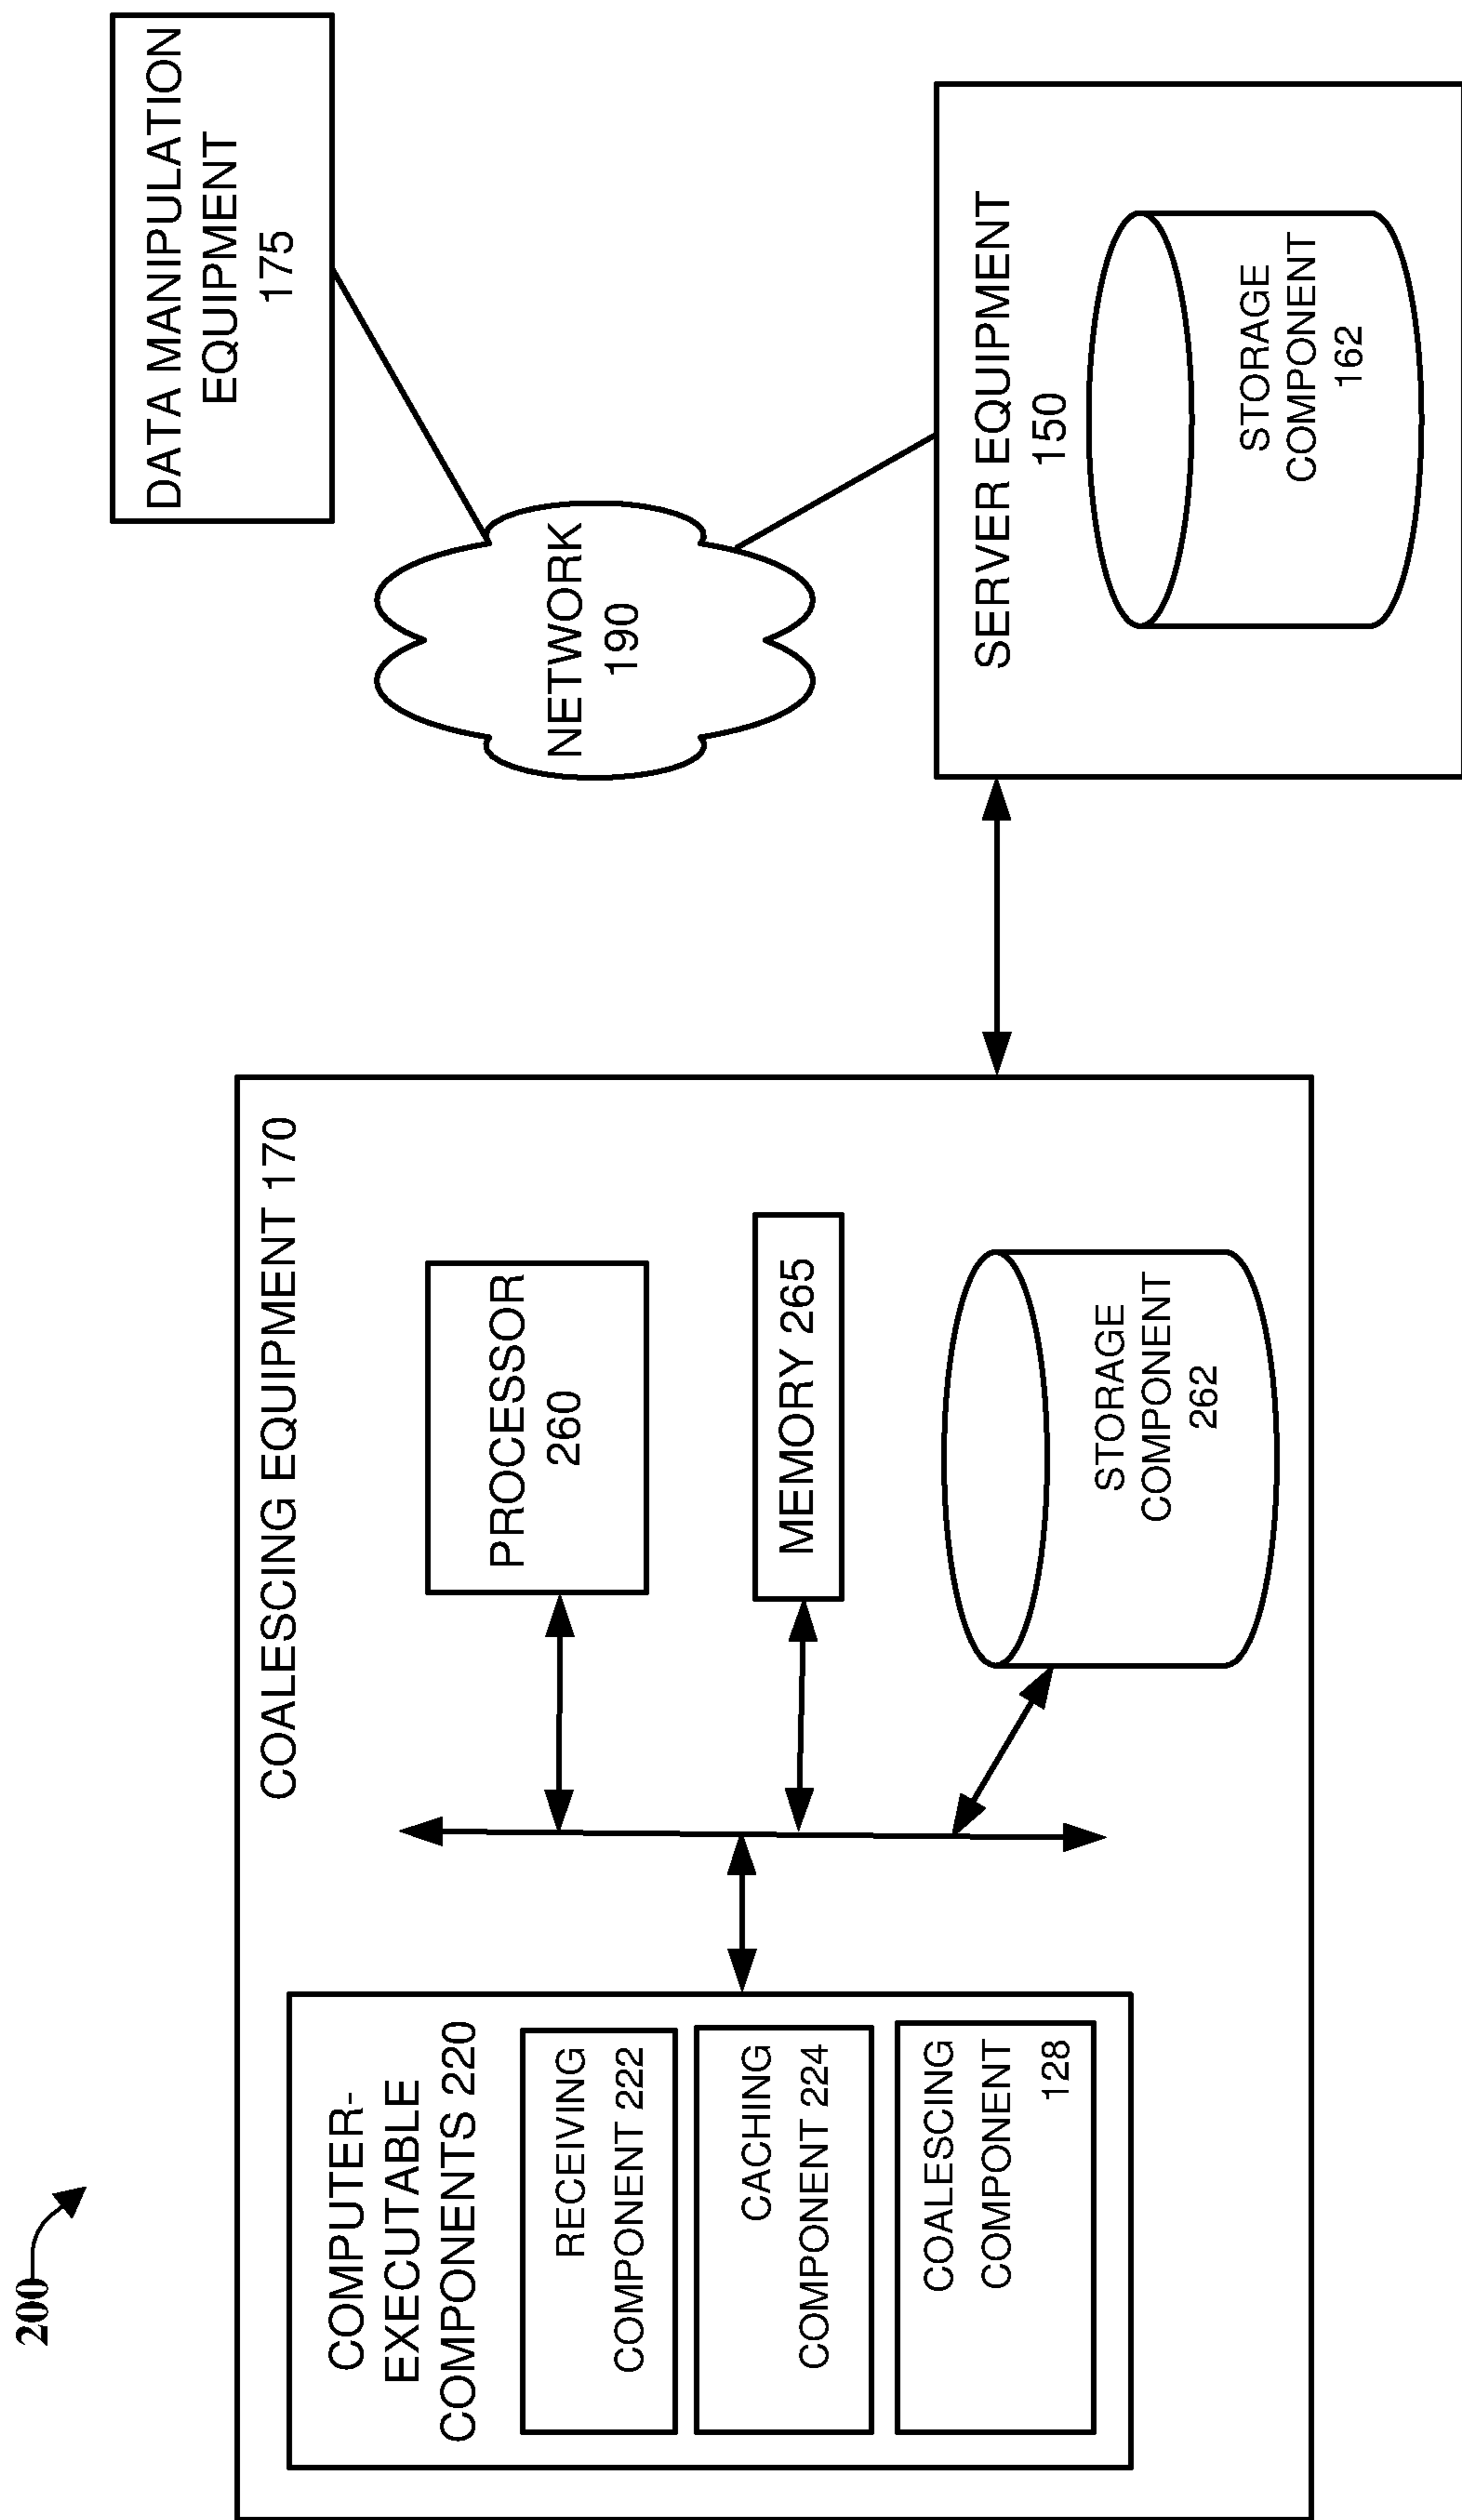 200
COALESCING EQUIPMENT 170
COMPUTER-
EXECUTABLE
COMPONENTS 220
RECEIVING
COMPONENT 222
CACHING
COMPONENT 224
COALESCING
COMPONENT
128
PROCESSOR
260
MEMORY 265
STORAGE
COMPONENT
262
DATA MANIPULATION
EQUIPMENT
175
NETWORK
190
SERVER EQUIPMENT
150
STORAGE
COMPONENT
162